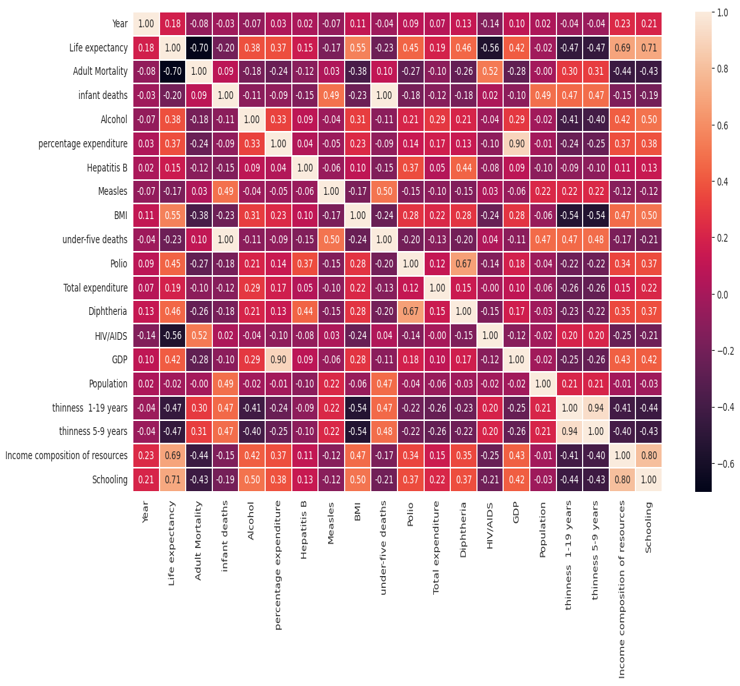 Year 1.00 0.18 -0.08 -0.03 -0.07 0.03 0.02 -0.07 0.11 -0.04 0.09 0.07 0.13 -0.14 0.10 0.02 -0.04 -0.04 0.23 0.21
Life expectancy 0.18 1.00 -0.70 -0.20 0.38 0.37 0.15 -0.17 0.55 -0.23 0.45 0.19 0.46 -0.56 0.42 -0.02 -0.47 -0.47 0.69 0.71
Adult Mortality -0.08 -0.70 1.00 0.09 -0.18 -0.24 -0.12 0.03 -0.38 0.10 -0.27 -0.10 -0.26 0.52 -0.28 -0.00 0.30 0.31 -0.44 -0.43
infant deaths -0.03 -0.20 0.09 1.00 -0.11 -0.09 -0.15 0.49 -0.23 1.00 -0.18 -0.12 -0.18 0.02 -0.10 0.49 0.47 0.47 -0.15 -0.19
Alcohol -0.07 0.38 -0.18 -0.11 1.00 0.33 0.09 -0.04 0.31 -0.11 0.21 0.29 0.21 -0.04 0.29 -0.02 -0.41 -0.40 0.42 0.50
percentage expenditure 0.03 0.37 -0.24 -0.09 0.33 1.00 0.04 -0.05 0.23 -0.09 0.14 0.17 0.13 -0.10 0.90 -0.01 -0.24 -0.25 0.37 0.38
Hepatitis B 0.02 0.15 -0.12 -0.15 0.09 0.04 1.00 -0.06 0.10 -0.15 0.37 0.05 0.44 -0.08 0.09 -0.10 -0.09 -0.10 0.11 0.13
Measles -0.07 -0.17 0.03 0.49 -0.04 -0.05 -0.06 1.00 -0.17 0.50 -0.15 -0.10 -0.15 0.03 -0.06 0.22 0.22 0.22 -0.12 -0.12
BMI 0.11 0.55 -0.38 -0.23 0.31 0.23 0.10 -0.17 1.00 -0.24 0.28 0.22 0.28 -0.24 0.28 -0.06 -0.54 -0.54 0.47 0.50
under-five deaths -0.04 -0.23 0.10 1.00 -0.11 -0.09 -0.15 0.50 -0.24 1.00 -0.20 -0.13 -0.20 0.04 -0.11 0.47 0.47 0.48 -0.17 -0.21
Polio 0.09 0.45 -0.27 -0.18 0.21 0.14 0.37 -0.15 0.28 -0.20 1.00 0.12 0.67 -0.14 0.18 -0.04 -0.22 -0.22 0.34 0.37
Total expenditure 0.07 0.19 -0.10 -0.12 0.29 0.17 0.05 -0.10 0.22 -0.13 0.12 1.00 0.15 -0.00 0.10 -0.06 -0.26 -0.26 0.15 0.22
Diphtheria 0.13 0.46 -0.26 -0.18 0.21 0.13 0.44 -0.15 0.28 -0.20 0.67 0.15 1.00 -0.15 0.17 -0.03 -0.23 -0.22 0.35 0.37
HIV/AIDS -0.14 -0.56 0.52 0.02 -0.04 -0.10 -0.08 0.03 -0.24 0.04 -0.14 -0.00 -0.15 1.00 -0.12 -0.02 0.20 0.20 -0.25 -0.21
GDP 0.10 0.42 -0.28 -0.10 0.29 0.90 0.09 -0.06 0.28 -0.11 0.18 0.10 0.17 -0.12 1.00 -0.02 -0.25 -0.26 0.43 0.42
Population 0.02 -0.02 -0.00 0.49 -0.02 -0.01 -0.10 0.22 -0.06 0.47 -0.04 -0.06 -0.03 -0.02 -0.02 1.00 0.21 0.21 -0.01 -0.03
thinness 1-19 years -0.04 -0.47 0.30 0.47 -0.41 -0.24 -0.09 0.22 -0.54 0.47 -0.22 -0.26 -0.23 0.20 -0.25 0.21 1.00 0.94 -0.41 -0.44
thinness 5-9 years -0.04 -0.47 0.31 0.47 -0.40 -0.25 -0.10 0.22 -0.54 0.48 -0.22 -0.26 -0.22 0.20 -0.26 0.21 0.94 1.00 -0.40 -0.43
Income composition of resources 0.23 0.69 -0.44 -0.15 0.42 0.37 0.11 -0.12 0.47 -0.17 0.34 0.15 0.35 -0.25 0.43 -0.01 -0.41 -0.40 1.00 0.80
Schooling 0.21 0.71 -0.43 -0.19 0.50 0.38 0.13 -0.12 0.50 -0.21 0.37 0.22 0.37 -0.21 0.42 -0.03 -0.44 -0.43 0.80 1.00
Year
Life expectancy
Adult Mortality
infant deaths
Alcohol
percentage expenditure
Hepatitis B
Measles
BMI
under-five deaths
Polio
Total expenditure
Diphtheria
HIV/AIDS
GDP
Population
thinness 1-19 years
thinness 5-9 years
Income composition of resources
Schooling
1.0
0.8
0.6
0.4
0.2
0.0
−0.2
−0.4
−0.6